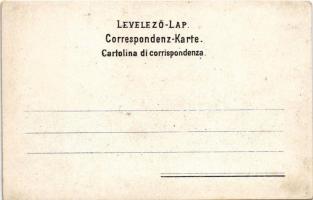 LEVELEZŐ-LAP.
Correspondenz-Karte.
Cartolina di corrispondenza.